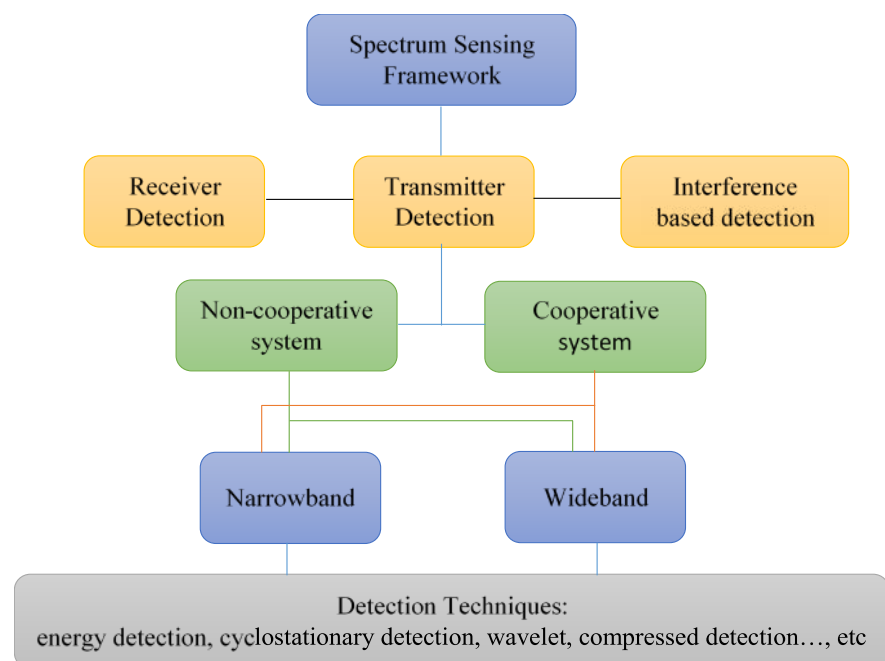 Spectrum Sensing
Framework
Receiver
Detection
Transmitter
Detection
Interference
based detection
Non-cooperative
system
Cooperative
system
Narrowband
Wideband
Detection Techniques:
energy detection, cyclostationary detection, wavelet, compressed detection…, etc